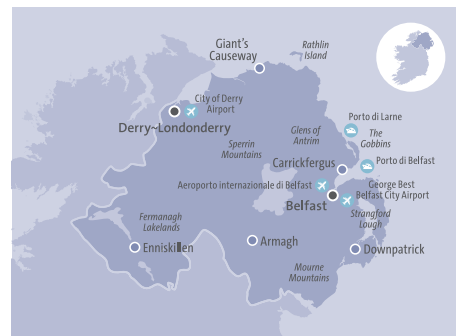 Giant's
Causeway
Rathlin
Island
City of Derry
Airport
Derry~Londonderry
Porto di Larne
Glens of
Antrim
The
Gobbins
Sperrin
Mountains
Carrickfergus
Porto di Belfast
Aeroporto internazionale di Belfast
George Best
Belfast City Airport
Belfast
Strangford
Lough
Fermanagh
Lakelands
Enniskillen
Armagh
Downpatrick
Mourne
Mountains